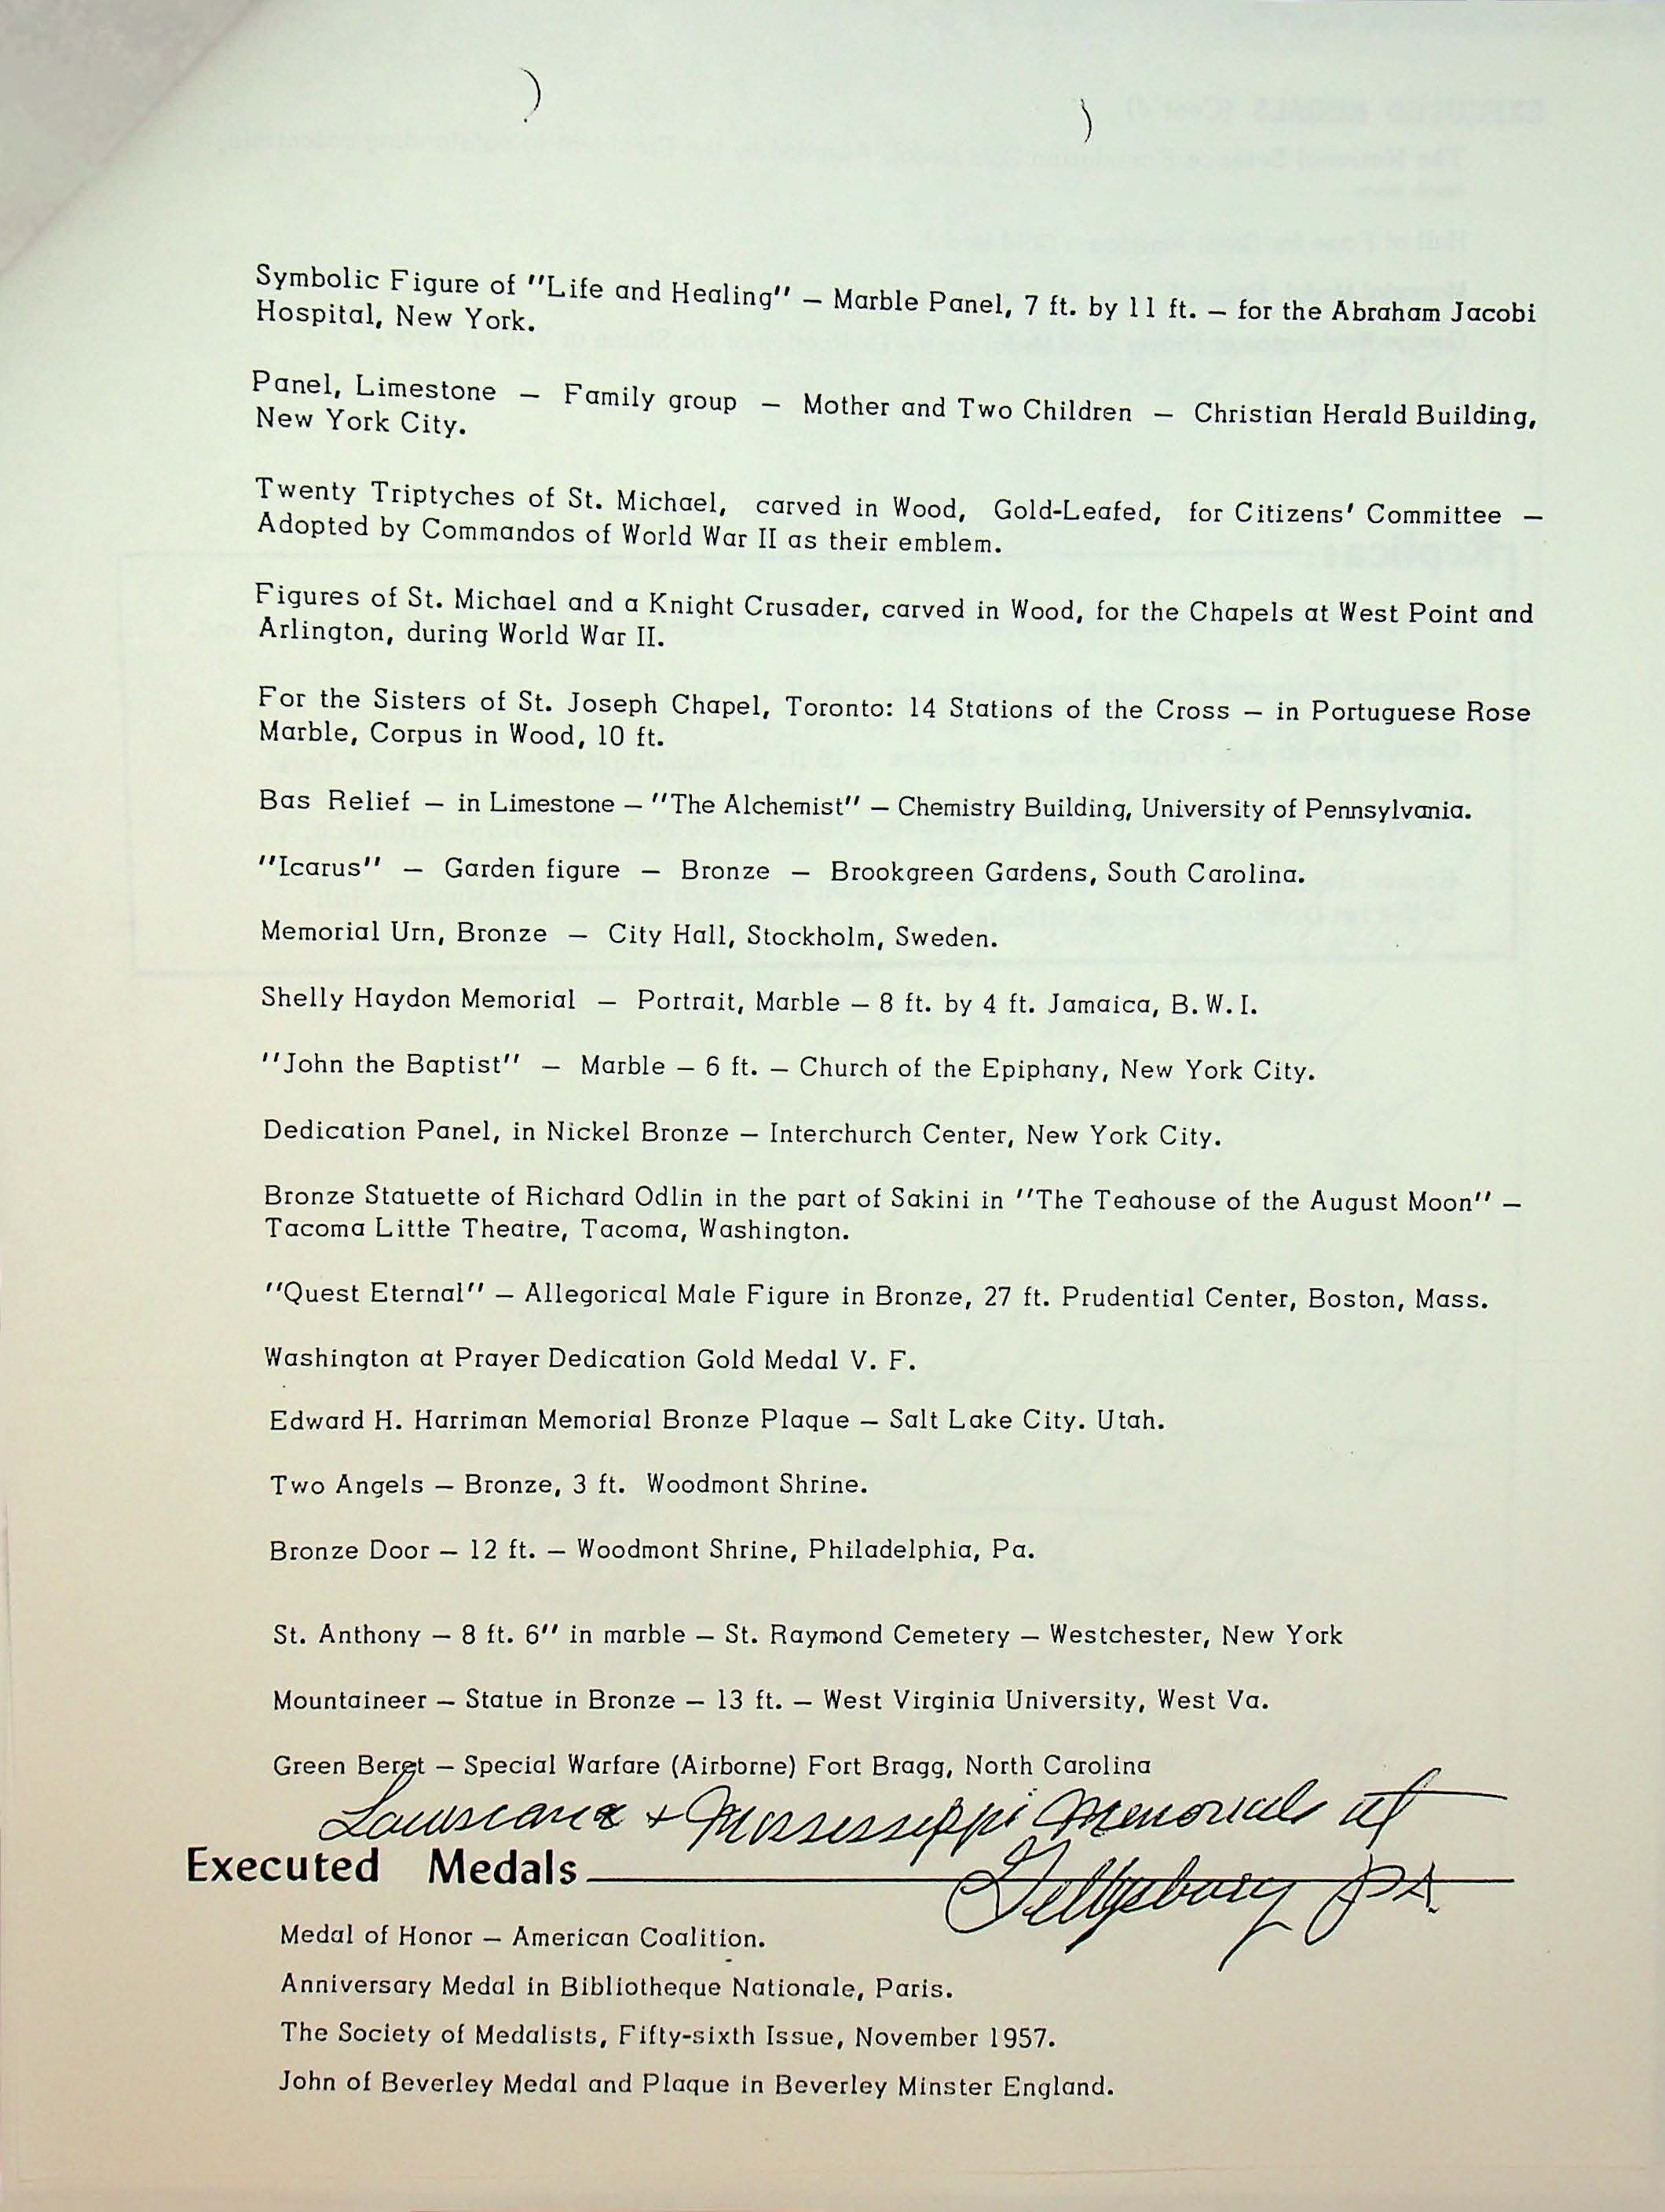 Symbolic Figure of "Life and Healing" — Marble Panel, 7 ft. by 11 ft. — for the Abraham Jacobi
Hospital, New York.
Panel, Limestone — Family group — Mother and Two Children — Christian Herald Building,
New York City.
Twenty Triptyches of St. Michael, carved in Wood, Gold-Leafed, for Citizens' Committee —
Adopted by Commandos of World War II as their emblem.
Figures of St. Michael and a Knight Crusader, carved in Wood, for the Chapels at West Point and
Arlington, during World War II.
For the Sisters of St. Joseph Chapel, Toronto: 14 Stations of the Cross — in Portuguese Rose
Marble, Corpus in Wood, 10 ft.
Bas Relief — in Limestone — "The Alchemist" — Chemistry Building, University of Pennsylvania.
"Icarus" — Garden figure — Bronze — Brookgreen Gardens, South Carolina.
Memorial Urn, Bronze — City Hall, Stockholm, Sweden.
Shelly Haydon Memorial — Portrait, Marble — 8 ft. by 4 ft. Jamaica, B. W. I.
"John the Baptist" — Marble — 6 ft. — Church of the Epiphany, New York City.
Dedication Panel, in Nickel Bronze — Interchurch Center, New York City.
Bronze Statuette of Richard Odlin in the part of Sakini in "The Teahouse of the August Moon" —
Tacoma Little Theatre, Tacoma, Washington.
"Quest Eternal" — Allegorical Male Figure in Bronze, 27 ft. Prudential Center, Boston, Mass.
Washington at Prayer Dedication Gold Medal V. F.
Edward H. Harriman Memorial Bronze Plaque — Salt Lake City. Utah.
Two Angels — Bronze, 3 ft. Woodmont Shrine.
Bronze Door — 12 ft. — Woodmont Shrine, Philadelphia, Pa.
St. Anthony — 8 ft. 6" in marble — St. Raymond Cemetery — Westchester, New York
Mountaineer — Statue in Bronze — 13 ft. — West Virginia University, West Va.
Green Beret — Special Warfare (Airborne) Fort Bragg, North Carolina
Louisiana + Mississippi Memorials at
Gettysburg PA.
Executed Medals
Medal of Honor — American Coalition.
Anniversary Medal in Bibliotheque Nationale, Paris.
The Society of Medalists, Fifty-sixth Issue, November 1957.
John of Beverley Medal and Plaque in Beverley Minster England.